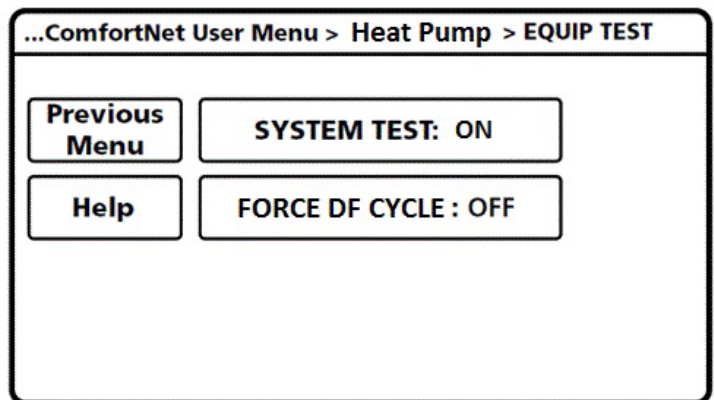 ...ComfortNet User Menu > Heat Pump > EQUIP TEST
Previous
Menu
SYSTEM TEST: ON
Help
FORCE DF CYCLE : OFF